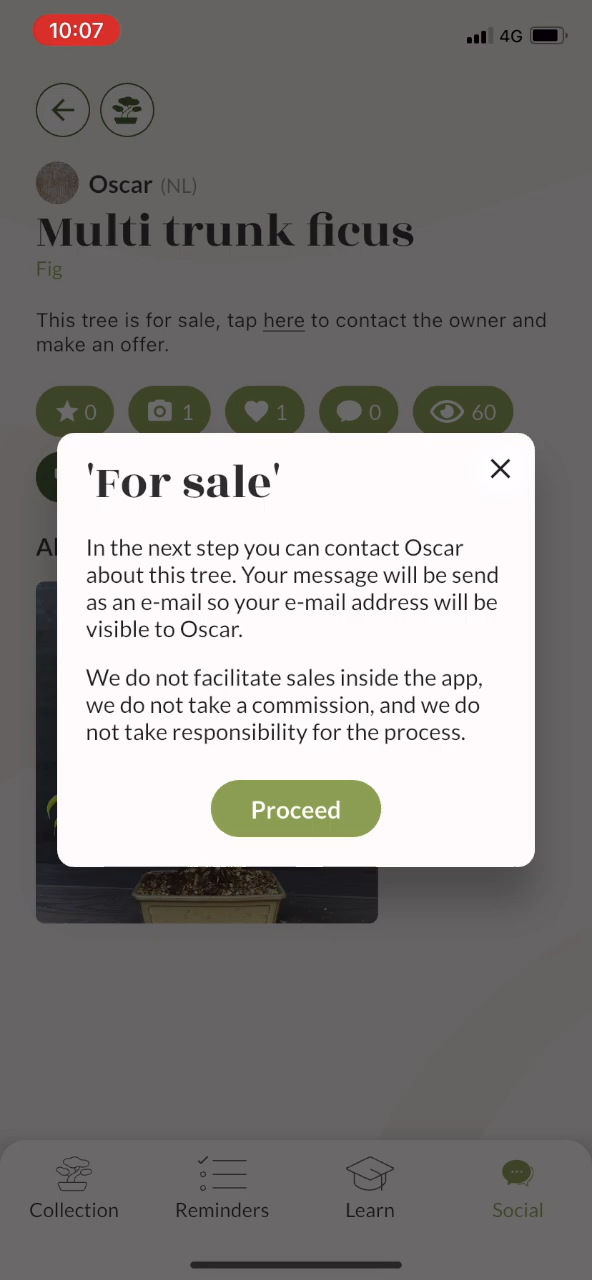 10:07
4G
Oscar (NL)
Multi trunk ficus
Fig
This tree is for sale, tap here to contact the owner and
make an offer.
0
1
1
0
60
'For sale'
In the next step you can contact Oscar
about this tree. Your message will be send
as an e-mail so your e-mail address will be
visible to Oscar.
We do not facilitate sales inside the app,
we do not take a commission, and we do
not take responsibility for the process.
Proceed
Collection
Reminders
Learn
Social